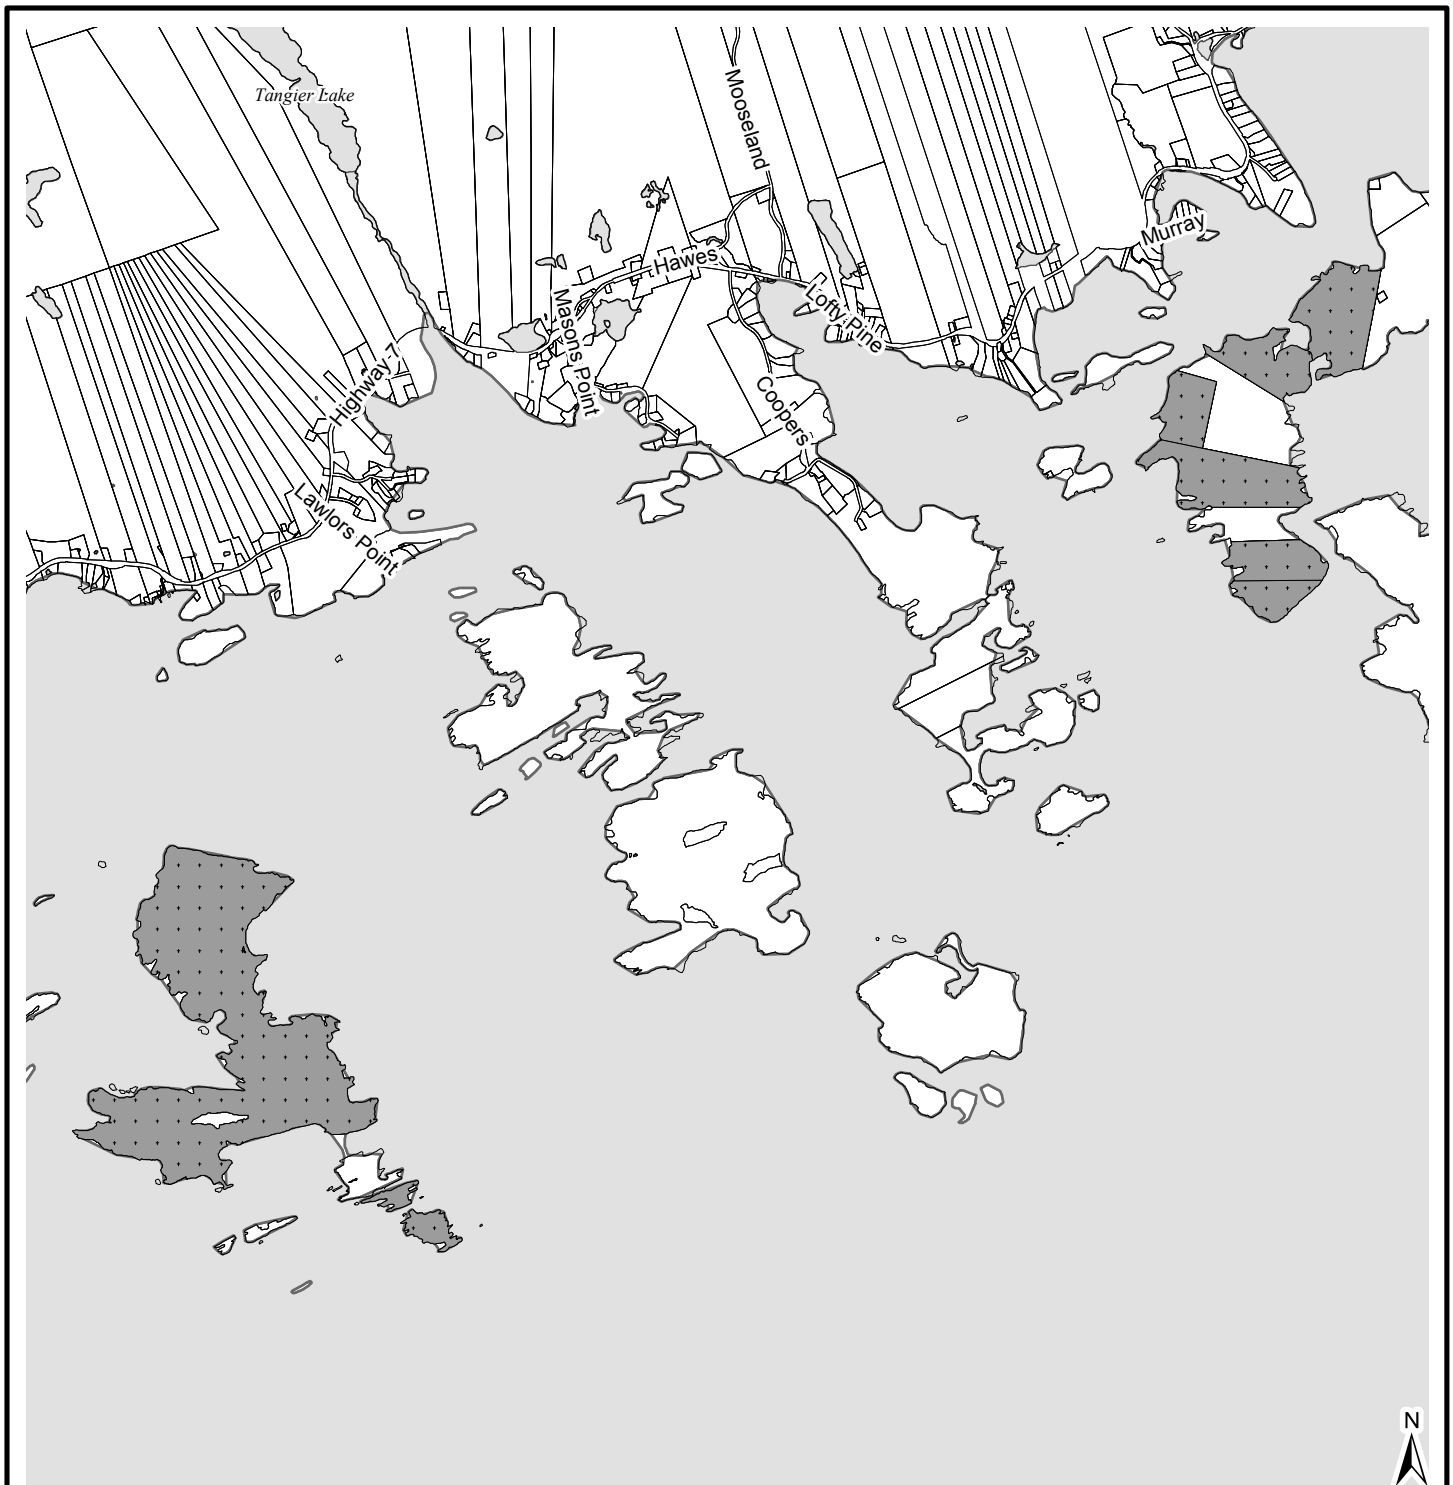 Tangier Lake
Mooseland
Murray
Hawes
Lofty Pine
Masons Point
Highway 7
Coopers
Lawlors Point
N